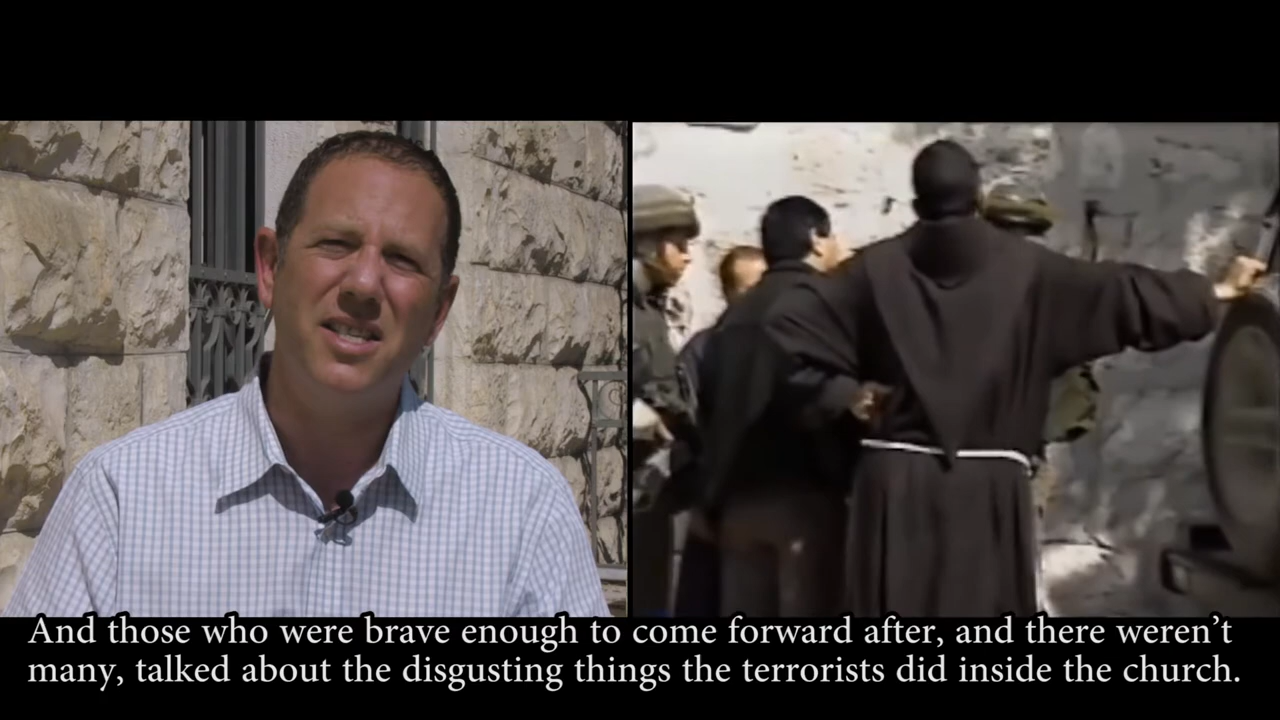 And those who were brave enough to come forward after, and there weren't
many, talked about the disgusting things the terrorists did inside the church.